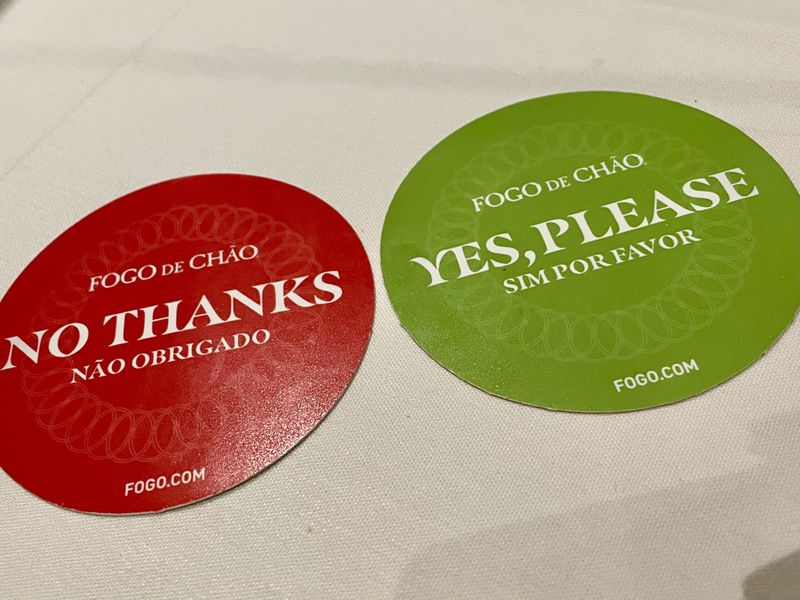 FOGO DE CHÃO
NO THANKS
NÃO OBRIGADO
FOGO.COM
FOGO DE CHÃO
YES, PLEASE
SIM POR FAVOR
FOGO.COM